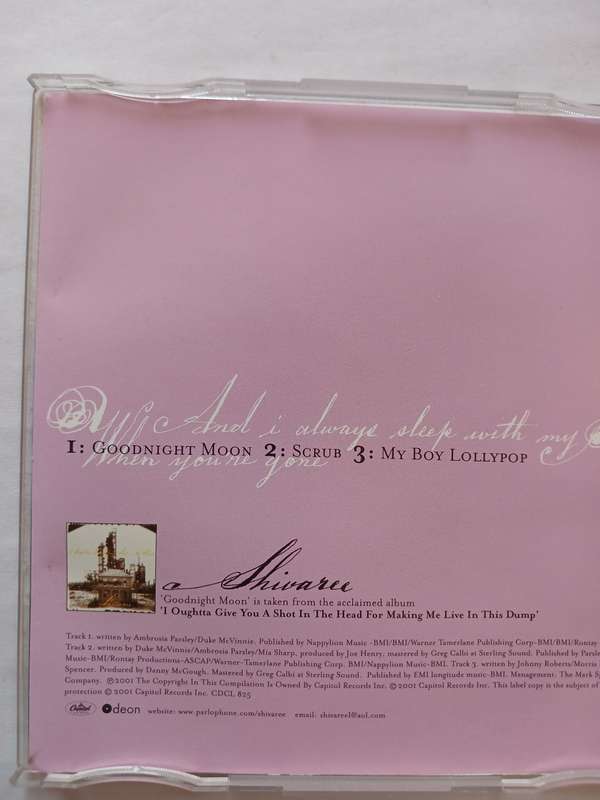 And i always sleep with my
1: Goodnight Moon 2: Scrub 3: My Boy Lollypop
When you're gone
Shivaree
'Goodnight Moon' is taken from the acclaimed album
'I Oughtta Give You A Shot In The Head For Making Me Live In This Dump'
Track 1. written by Ambrosia Parsley/Duke McVinnie. Published by Nappylion Music -BMI/BMI/Warner Tamerlane Publishing Corp-BMI/BMI/Rontay
Track 2. written by Duke McVinnie/Ambrosia Parsley/Mia Sharp, produced by Joe Henry, mastered by Greg Calbi at Sterling Sound. Published by Parsley
Music-BMI/Rontay Productions-ASCAP/Warner-Tamerlane Publishing Corp. BMI/Nappylion Music-BMI. Track 3. written by Johnny Roberts/Morris
Spencer. Produced by Danny McGough. Mastered by Greg Calbi at Sterling Sound. Published by EMI longitude music-BMI. Management: The Mark
Company. ℗2001 The Copyright In This Compilation Is Owned By Capitol Records Inc. ©2001 Capitol Records Inc. This label copy is the subject of
protection © 2001 Capitol Records Inc. CDCL 825
Capitol Odeon website: www.parlophone.com/shivaree email: shivaree1@aol.com